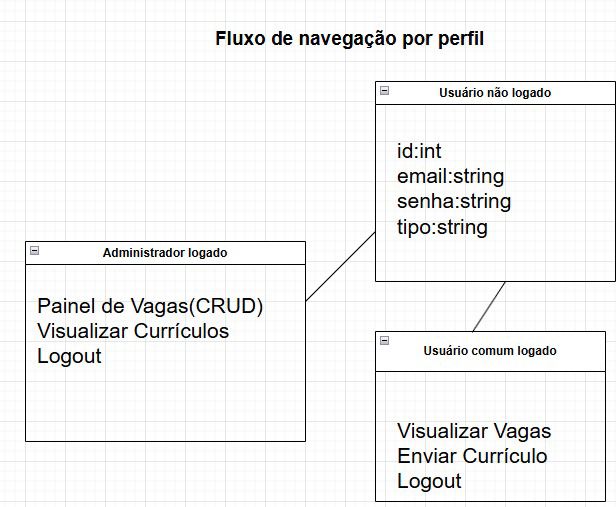 Fluxo de navegação por perfil
Usuário não logado
id:int
email:string
senha:string
tipo:string
Administrador logado
Painel de Vagas(CRUD)
Visualizar Currículos
Logout
Usuário comum logado
Visualizar Vagas
Enviar Currículo
Logout